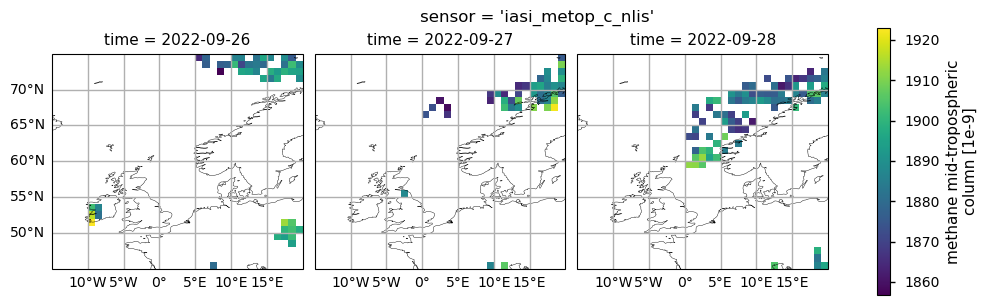 sensor = 'iasi_metop_c_nlis'
time = 2022-09-26
time = 2022-09-27
time = 2022-09-28
70°N
65°N
60°N
55°N
50°N
10°W
5°W
0°
5°E
10°E
15°E
10°W
5°W
0°
5°E
10°E
15°E
10°W
5°W
0°
5°E
10°E
15°E
1920
1910
1900
1890
1880
1870
1860
methane mid-tropospheric
column [1e-9]